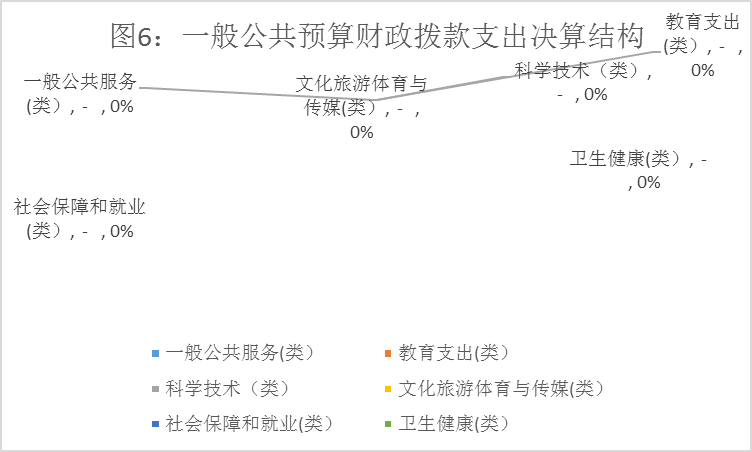 图6：一般公共预算财政拨款支出决算结构
教育支出
(类）, - ,
0%
科学技术（类）,
- , 0%
文化旅游体育与
传媒(类）, - ,
0%
一般公共服务
(类）, - , 0%
卫生健康(类）, -
, 0%
社会保障和就业
(类）, - , 0%
一般公共服务(类）
教育支出(类）
科学技术（类）
文化旅游体育与传媒(类）
社会保障和就业(类）
卫生健康(类）